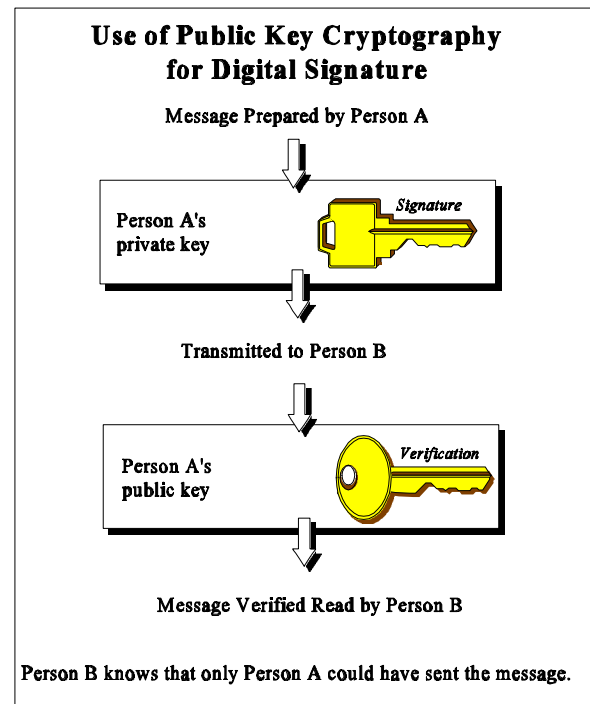 Use of Public Key Cryptography
for Digital Signature
Message Prepared by Person A
Person A's
private key
Signature
Transmitted to Person B
Person A's
public key
Verification
Message Verified Read by Person B
Person B knows that only Person A could have sent the message.